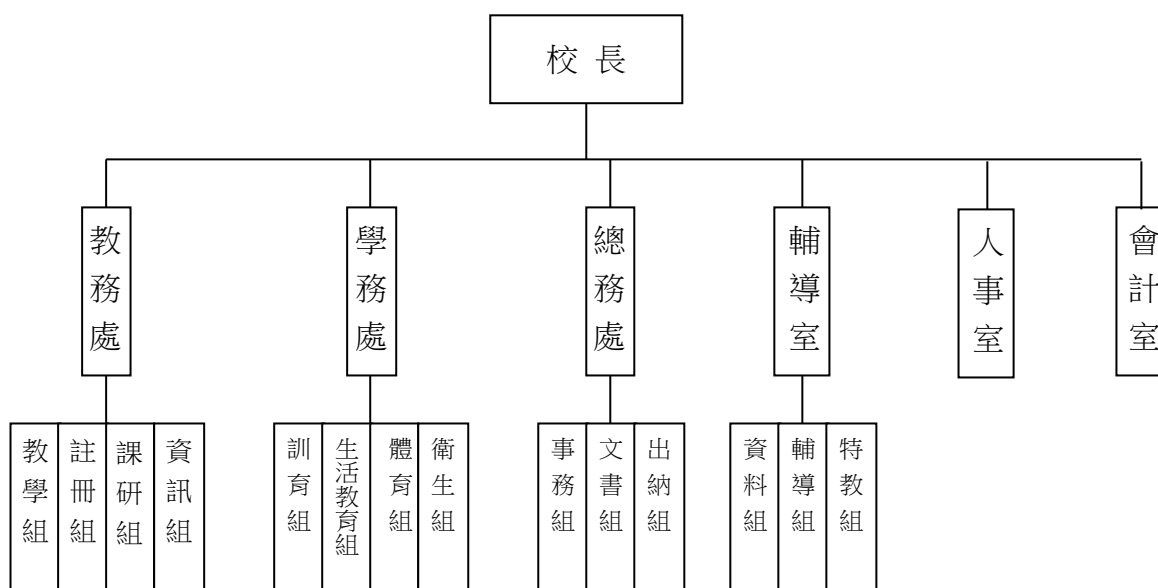 校長
教務處
學務處
總務處
輔導室
人事室
會計室
教學組
註冊組
課研組
資訊組
訓育組
生活教育組
體育組
衛生組
事務組
文書組
出納組
資料組
輔導組
特教組